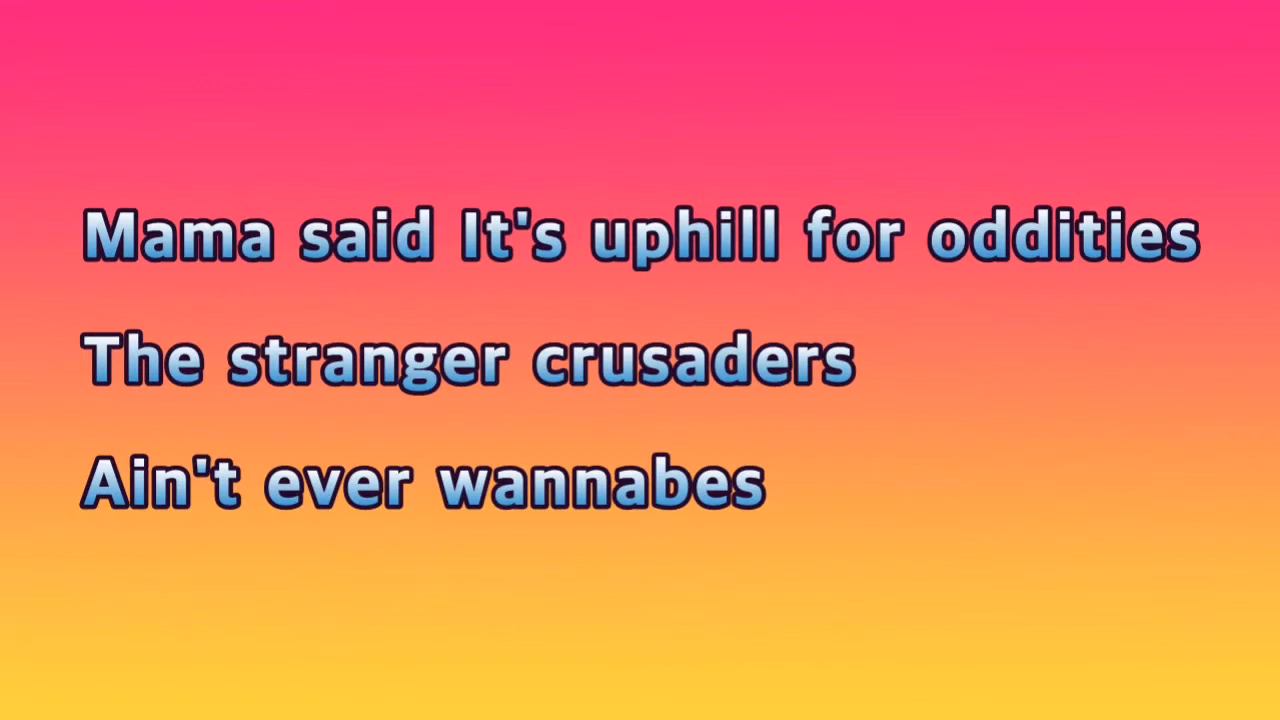 Mama said It's uphill for oddities
The stranger crusaders
Ain't ever wannabes